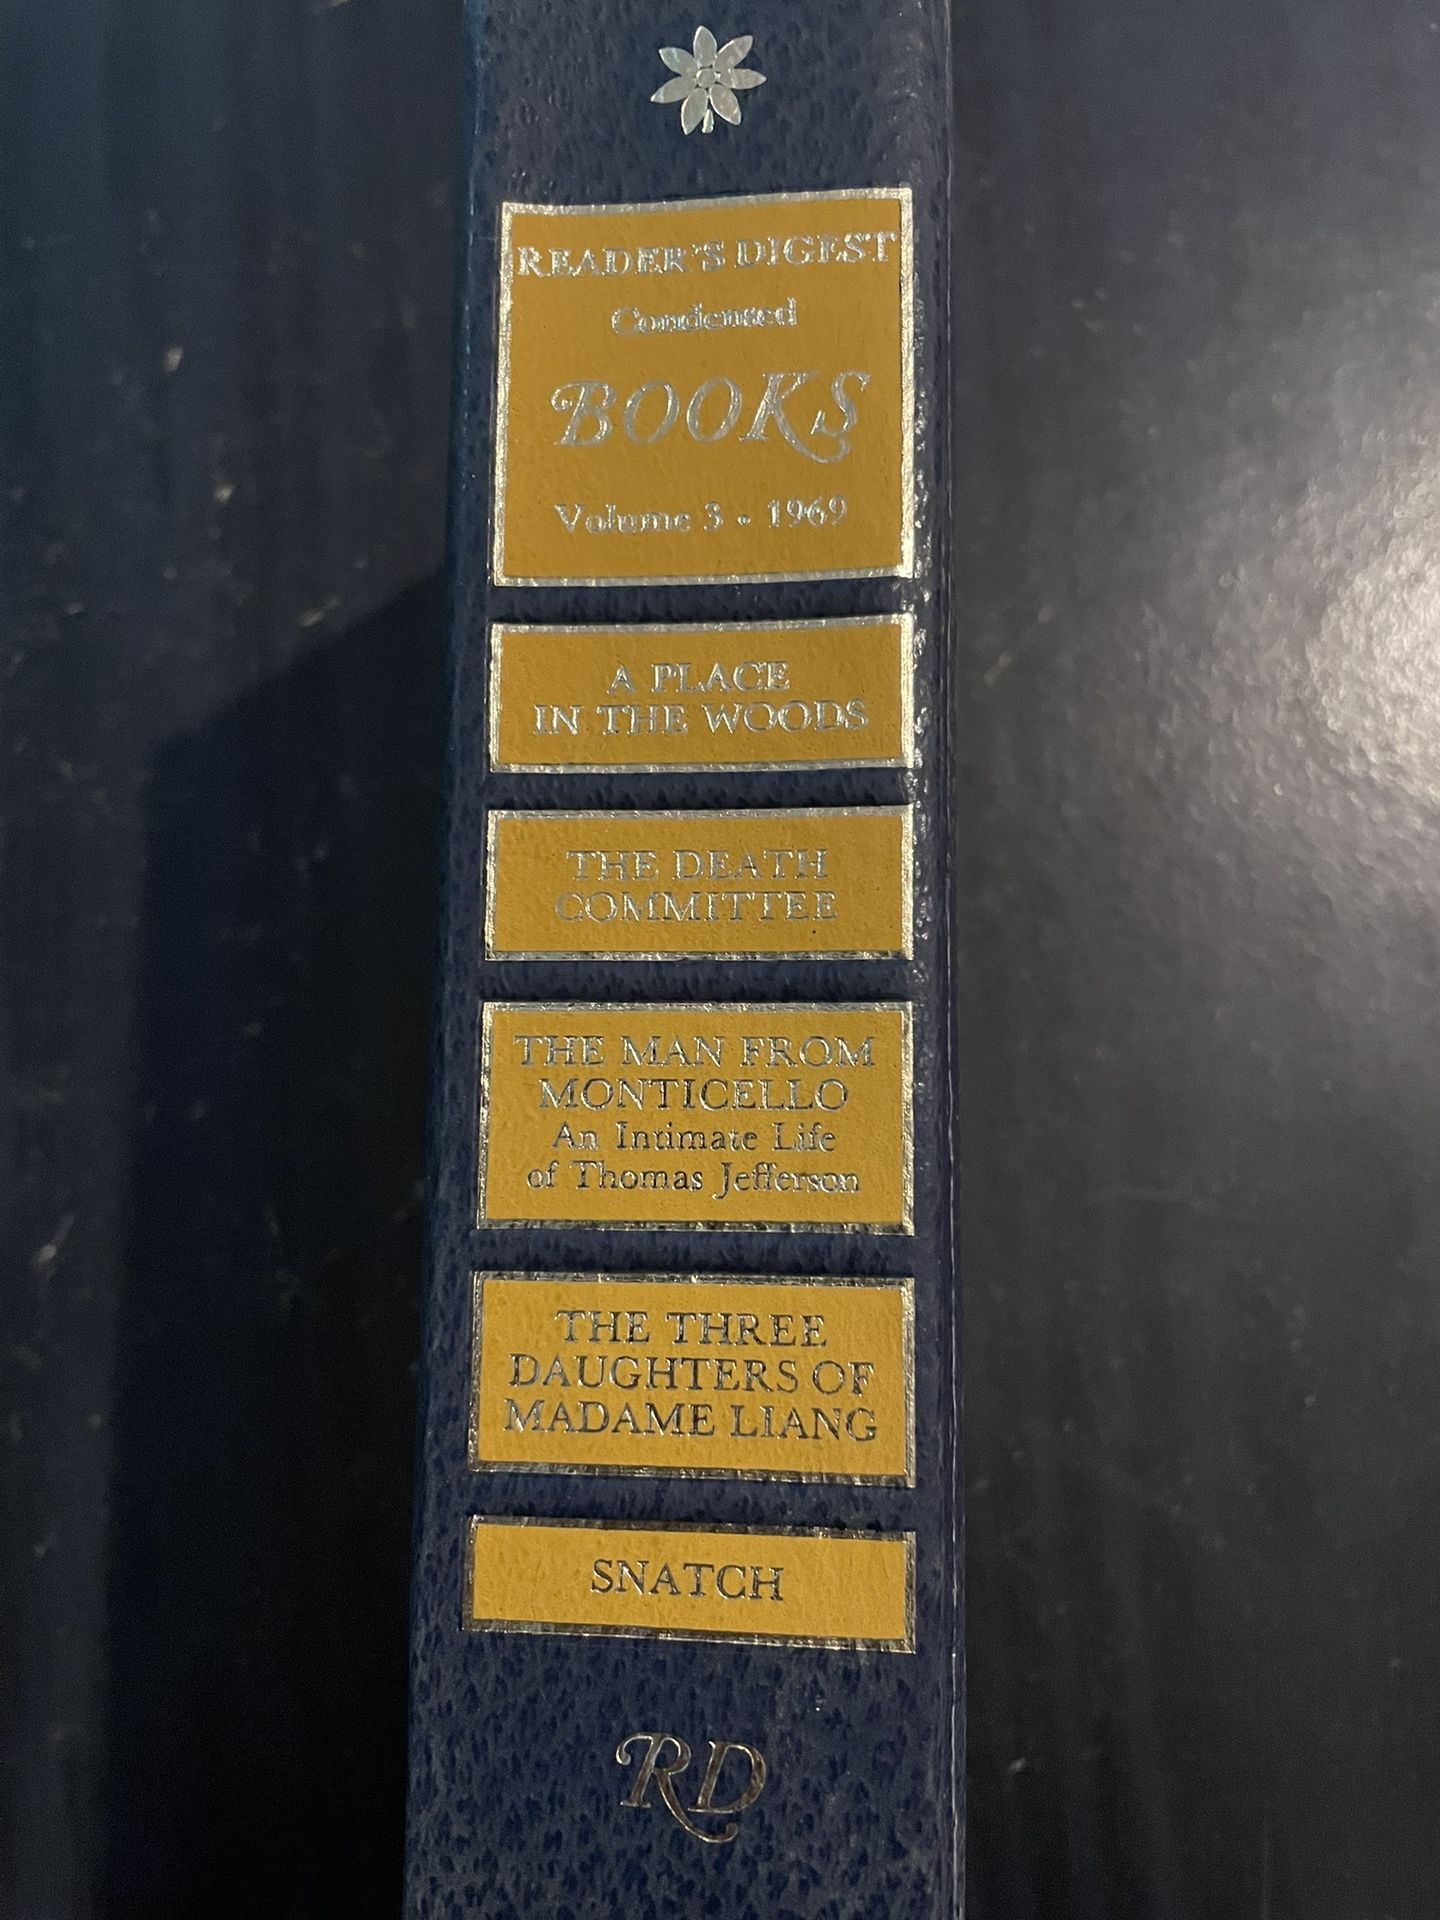 READER'S DIGEST
Condensed
BOOKS
Volume 3 • 1969
A PLACE
IN THE WOODS
THE DEATH
COMMITTEE
THE MAN FROM
MONTICELLO
An Intimate Life
of Thomas Jefferson
THE THREE
DAUGHTERS OF
MADAME LIANG
SNATCH
RD